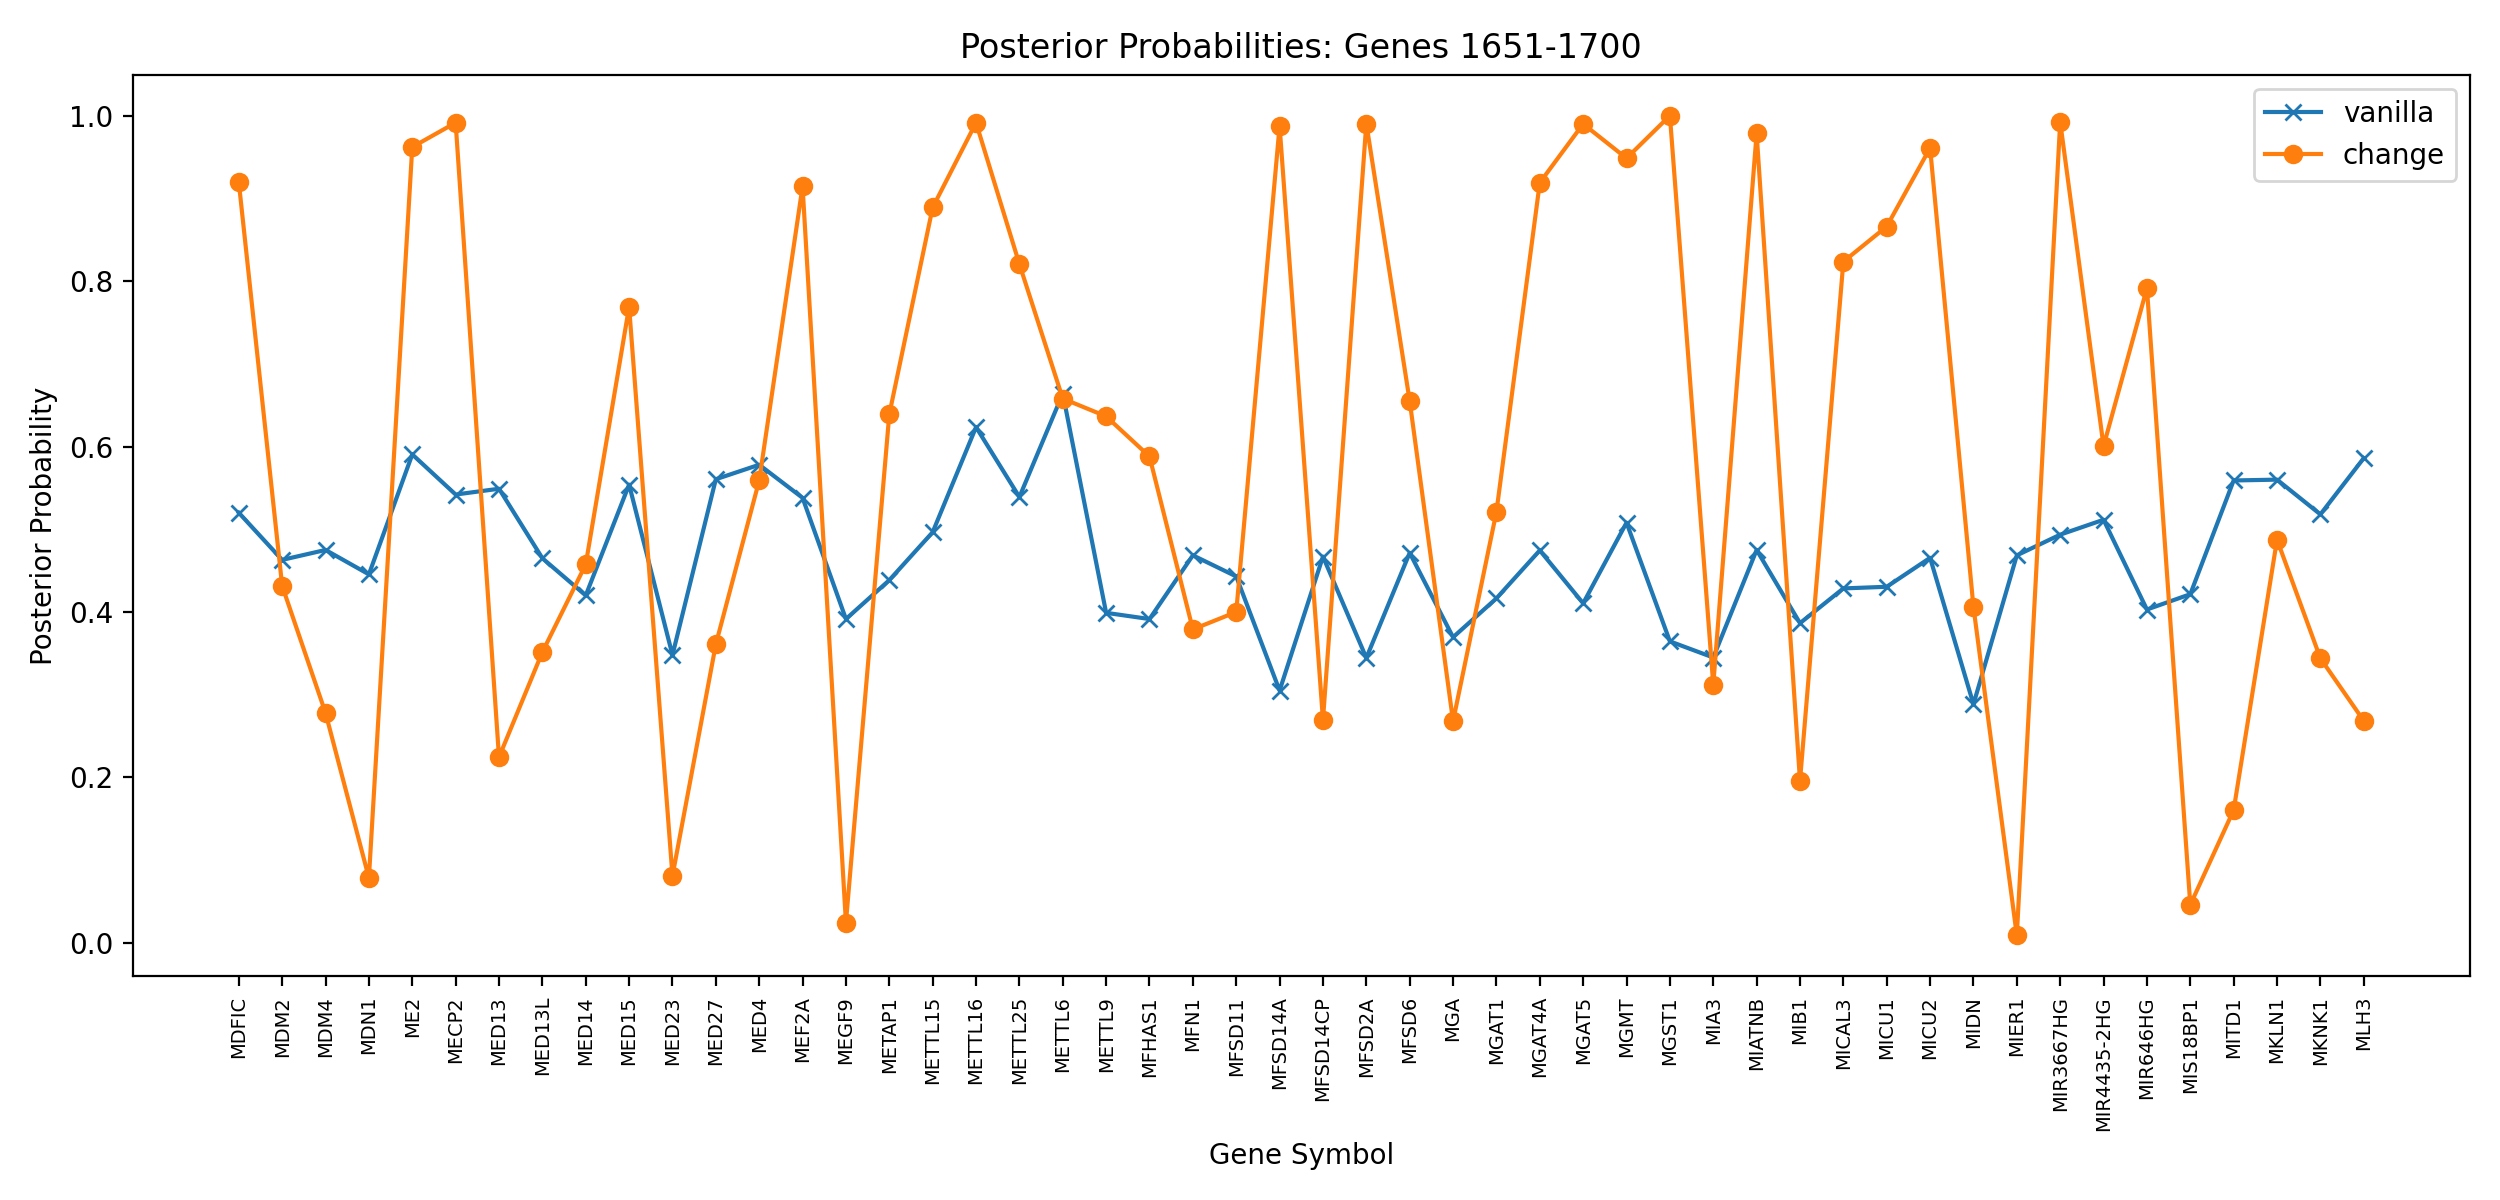 Posterior Probabilities: Genes 1651-1700
vanilla
change
Posterior Probability
1.0
0.8
0.6
0.4
0.2
0.0
MDFIC
MDM2
MDM4
MDN1
ME2
MECP2
MED13
MED13L
MED14
MED15
MED23
MED27
MED4
MEF2A
MEGF9
METAP1
METTL15
METTL16
METTL25
METTL6
METTL9
MFHAS1
MFN1
MFSD11
MFSD14A
MFSD14CP
MFSD2A
MFSD6
MGA
MGAT1
MGAT4A
MGAT5
MGMT
MGST1
MIA3
MIATNB
MIB1
MICAL3
MICU1
MICU2
MIDN
MIER1
MIR3667HG
MIR4435-2HG
MIR646HG
MIS18BP1
MITD1
MKLN1
MKNK1
MLH3
Gene Symbol